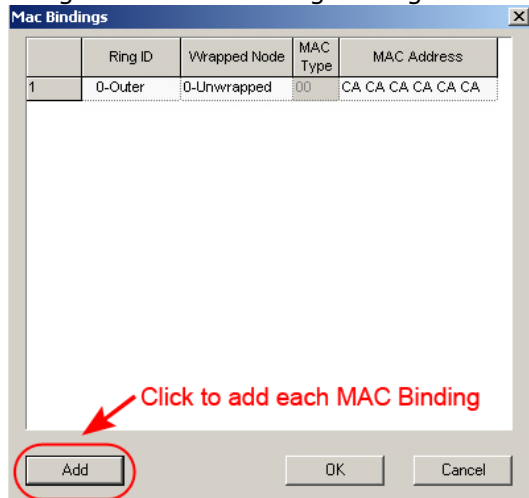 Mac Bindings
Ring ID Wrapped Node MAC Type MAC Address
1 0-Outer 0-Unwrapped 00 CA CA CA CA CA CA
Click to add each MAC Binding
Add OK Cancel